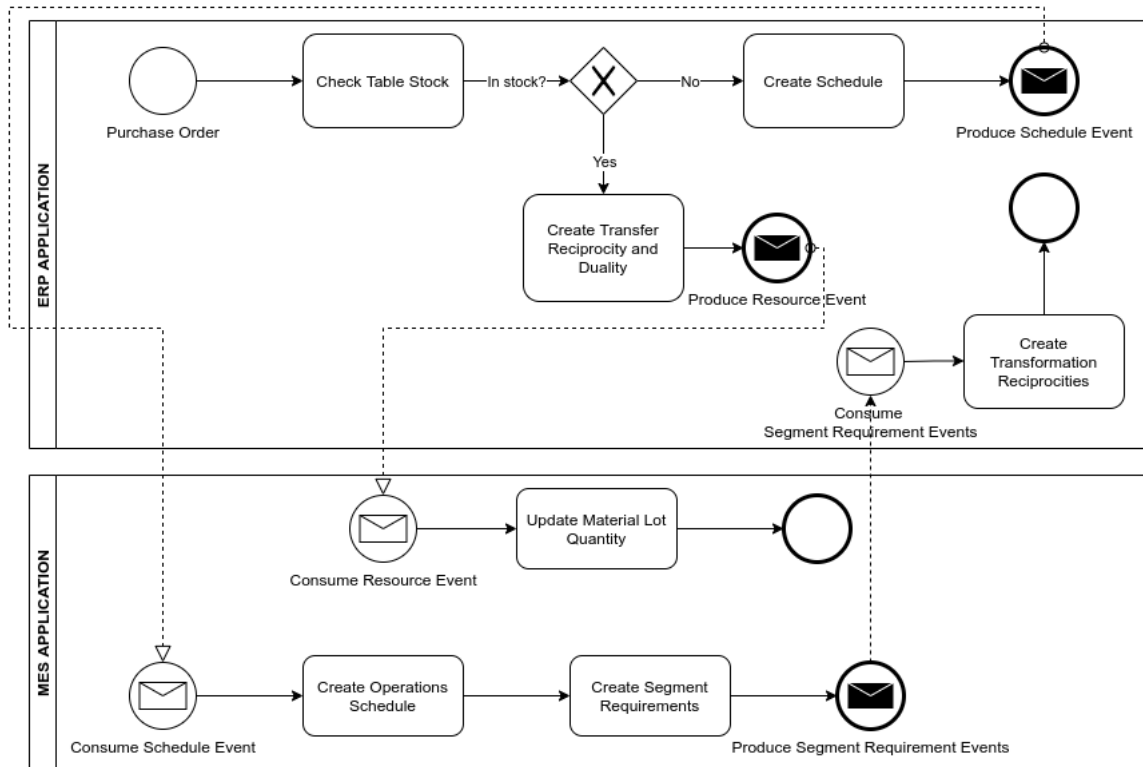 ERP APPLICATION
Check Table Stock
In stock?
No
Create Schedule
Purchase Order
Produce Schedule Event
Yes
Create Transfer
Reciprocity and
Duality
Produce Resource Event
Create
Transformation
Reciprocities
Consume
Segment Requirement Events
MES APPLICATION
Update Material Lot
Quantity
Consume Resource Event
Create Operations
Schedule
Create Segment
Requirements
Consume Schedule Event
Produce Segment Requirement Events